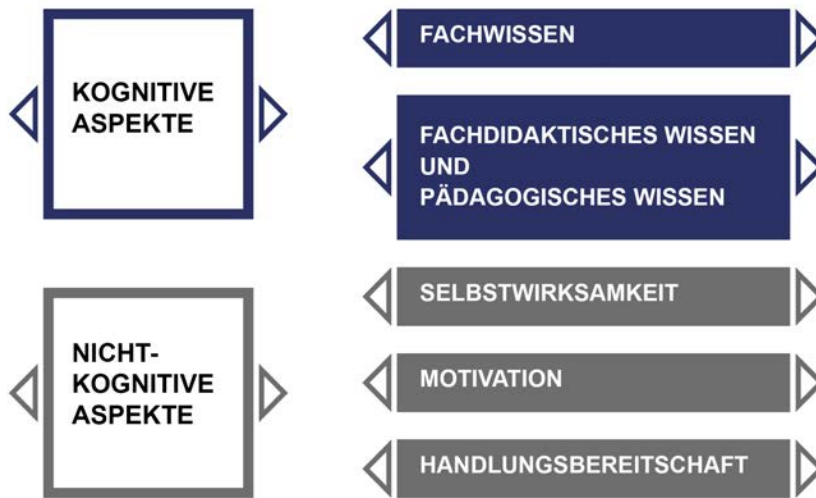 KOGNITIVE
ASPEKTE
FACHWISSEN
FACHDIDAKTISCHES WISSEN
UND
PÄDAGOGISCHES WISSEN
NICHT-
KOGNITIVE
ASPEKTE
SELBSTWIRKSAMKEIT
MOTIVATION
HANDLUNGSBEREITSCHAFT